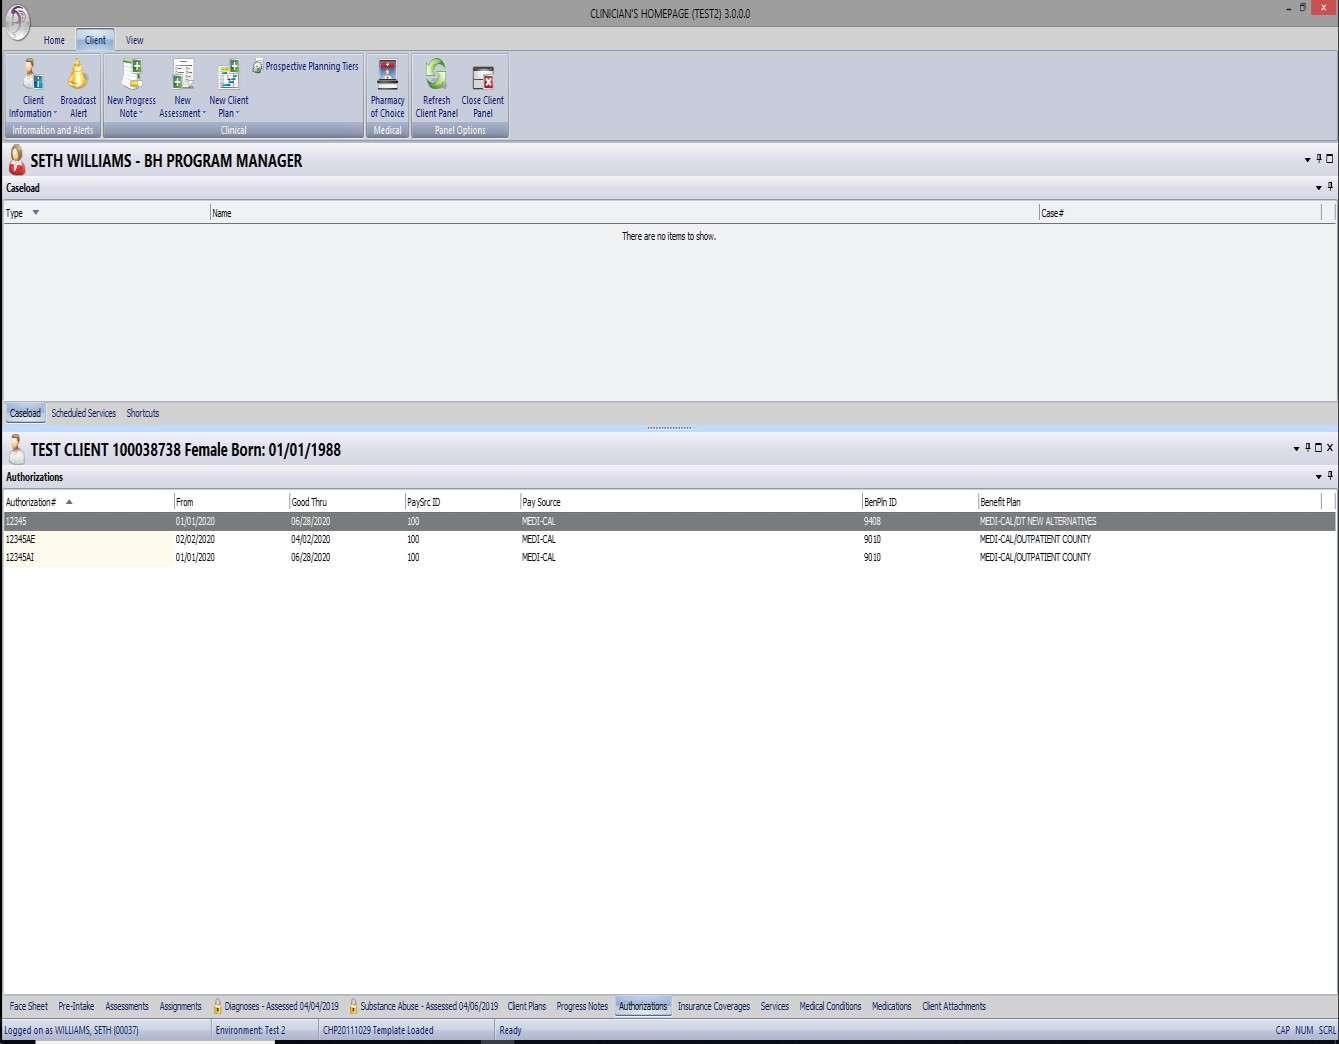 CLINICIAN'S HOMEPAGE (TEST2) 3.0.0.0
Home Client View
Client Information
Broadcast Alert
Information and Alerts
New Progress Note
New Assessment
New Client Plan
Prospective Planning Tiers
Clinical
Pharmacy of Choice
Medical
Refresh Client Panel
Close Client Panel
Panel Options
SETH WILLIAMS - BH PROGRAM MANAGER
Caseload
Type Name Case#
There are no items to show.
Caseload Scheduled Services Shortcuts
TEST CLIENT 100038738 Female Born: 01/01/1988
Authorizations
Authorization# From Good Thru PaySrc ID Pay Source BenPln ID Benefit Plan
12345 01/01/2020 06/28/2020 100 MEDI-CAL 9408 MEDI-CAL/DT NEW ALTERNATIVES
12345AE 02/02/2020 04/02/2020 100 MEDI-CAL 9010 MEDI-CAL/OUTPATIENT COUNTY
12345AI 01/01/2020 06/28/2020 100 MEDI-CAL 9010 MEDI-CAL/OUTPATIENT COUNTY
Face Sheet Pre-Intake Assessments Assignments Diagnoses - Assessed 04/04/2019 Substance Abuse - Assessed 04/06/2019 Client Plans Progress Notes Authorizations Insurance Coverages Services Medical Conditions Medications Client Attachments
Logged on as WILLIAMS, SETH (00037) Environment: Test 2 CHP20111029 Template Loaded Ready CAP NUM SCRL